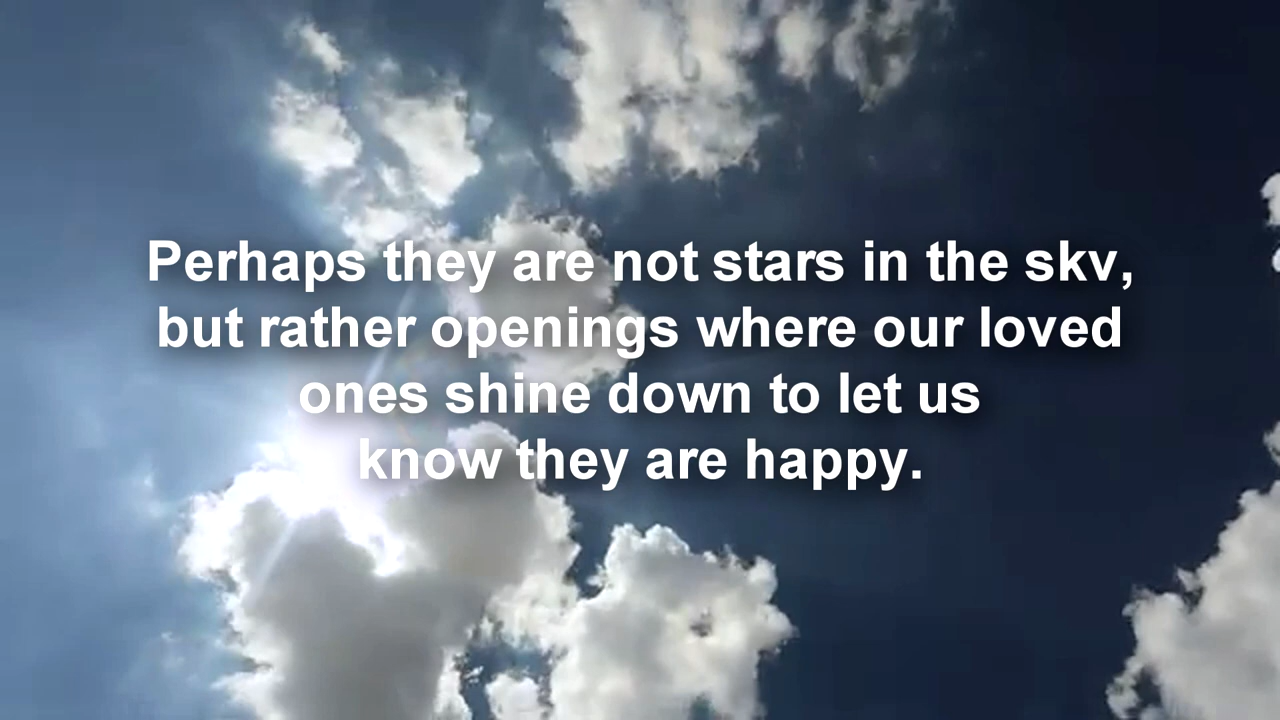 Perhaps they are not stars in the skv,
but rather openings where our loved
ones shine down to let us
know they are happy.